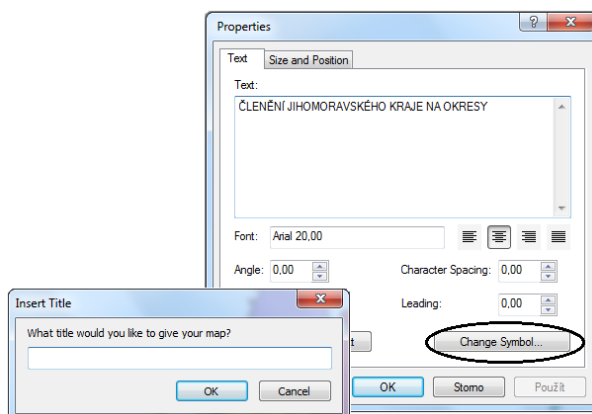 Properties
Text Size and Position
Text:
ČLENĚNÍ JIHOMORAVSKÉHO KRAJE NA OKRESY
Font: Arial 20,00
Angle: 0,00 Character Spacing: 0,00
Leading: 0,00
Change Symbol...
OK Storno Použít
Insert Title
What title would you like to give your map?
OK Cancel